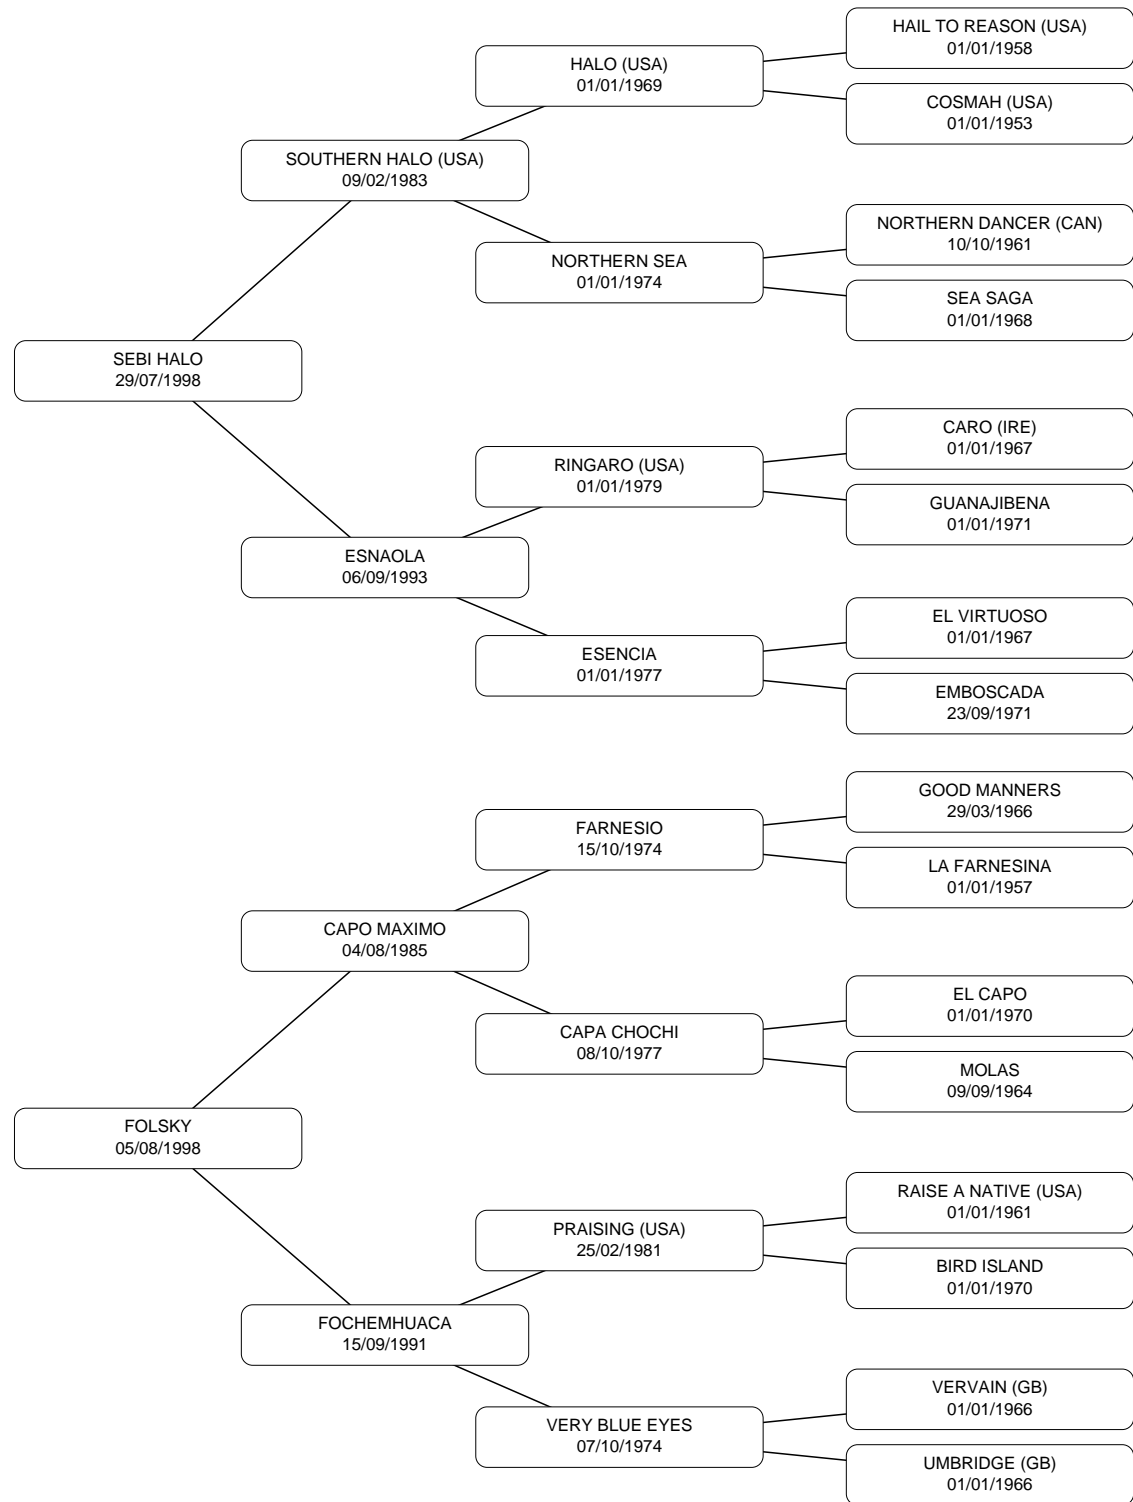 HAIL TO REASON (USA)
01/01/1958
HALO (USA)
01/01/1969
COSMAH (USA)
01/01/1953
SOUTHERN HALO (USA)
09/02/1983
NORTHERN DANCER (CAN)
10/10/1961
NORTHERN SEA
01/01/1974
SEA SAGA
01/01/1968
SEBI HALO
29/07/1998
CARO (IRE)
01/01/1967
RINGARO (USA)
01/01/1979
GUANAJIBENA
01/01/1971
ESNAOLA
06/09/1993
EL VIRTUOSO
01/01/1967
ESENCIA
01/01/1977
EMBOSCADA
23/09/1971
GOOD MANNERS
29/03/1966
FARNESIO
15/10/1974
LA FARNESINA
01/01/1957
CAPO MAXIMO
04/08/1985
EL CAPO
01/01/1970
CAPA CHOCHI
08/10/1977
MOLAS
09/09/1964
FOLSKY
05/08/1998
RAISE A NATIVE (USA)
01/01/1961
PRAISING (USA)
25/02/1981
BIRD ISLAND
01/01/1970
FOCHEMHUACA
15/09/1991
VERVAIN (GB)
01/01/1966
VERY BLUE EYES
07/10/1974
UMBRIDGE (GB)
01/01/1966